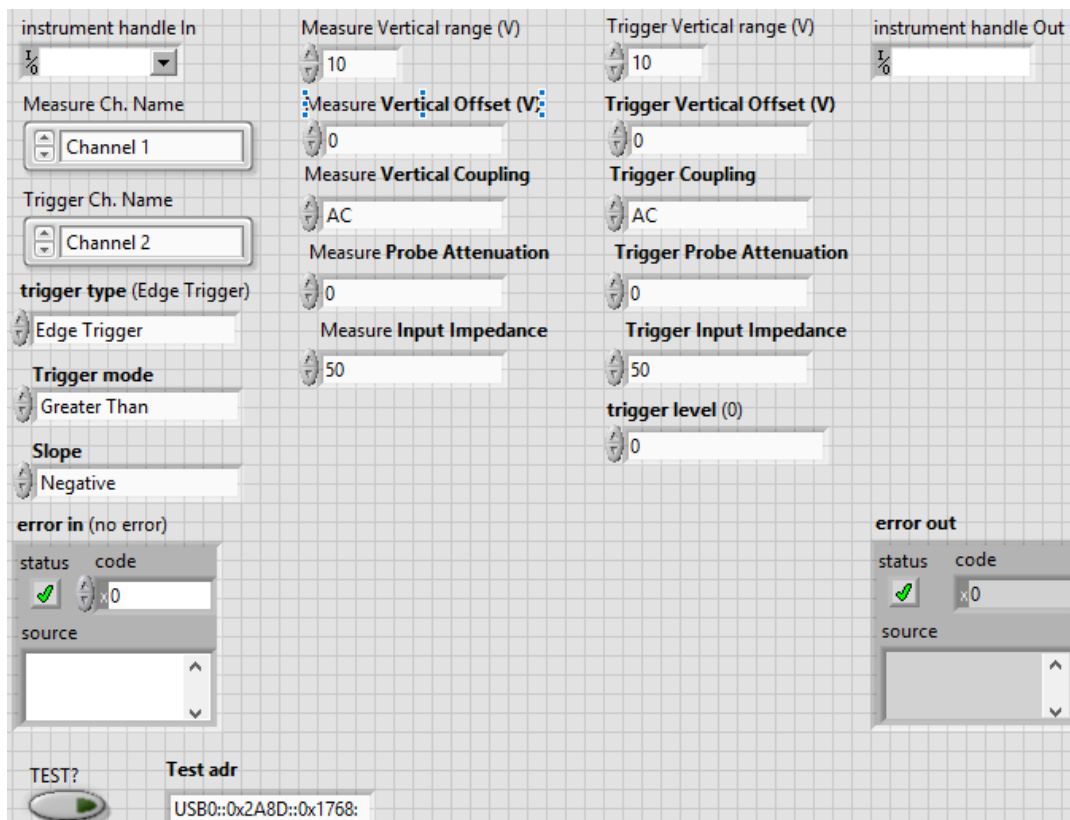 instrument handle In
Measure Ch. Name
Channel 1
Trigger Ch. Name
Channel 2
trigger type (Edge Trigger)
Edge Trigger
Trigger mode
Greater Than
Slope
Negative
error in (no error)
status code
x0
source
TEST?
Test adr
USB0::0x2A8D::0x1768:
Measure Vertical range (V)
10
Measure Vertical Offset (V)
0
Measure Vertical Coupling
AC
Measure Probe Attenuation
0
Measure Input Impedance
50
Trigger Vertical range (V)
10
Trigger Vertical Offset (V)
0
Trigger Coupling
AC
Trigger Probe Attenuation
0
Trigger Input Impedance
50
trigger level (0)
0
instrument handle Out
error out
status code
x0
source